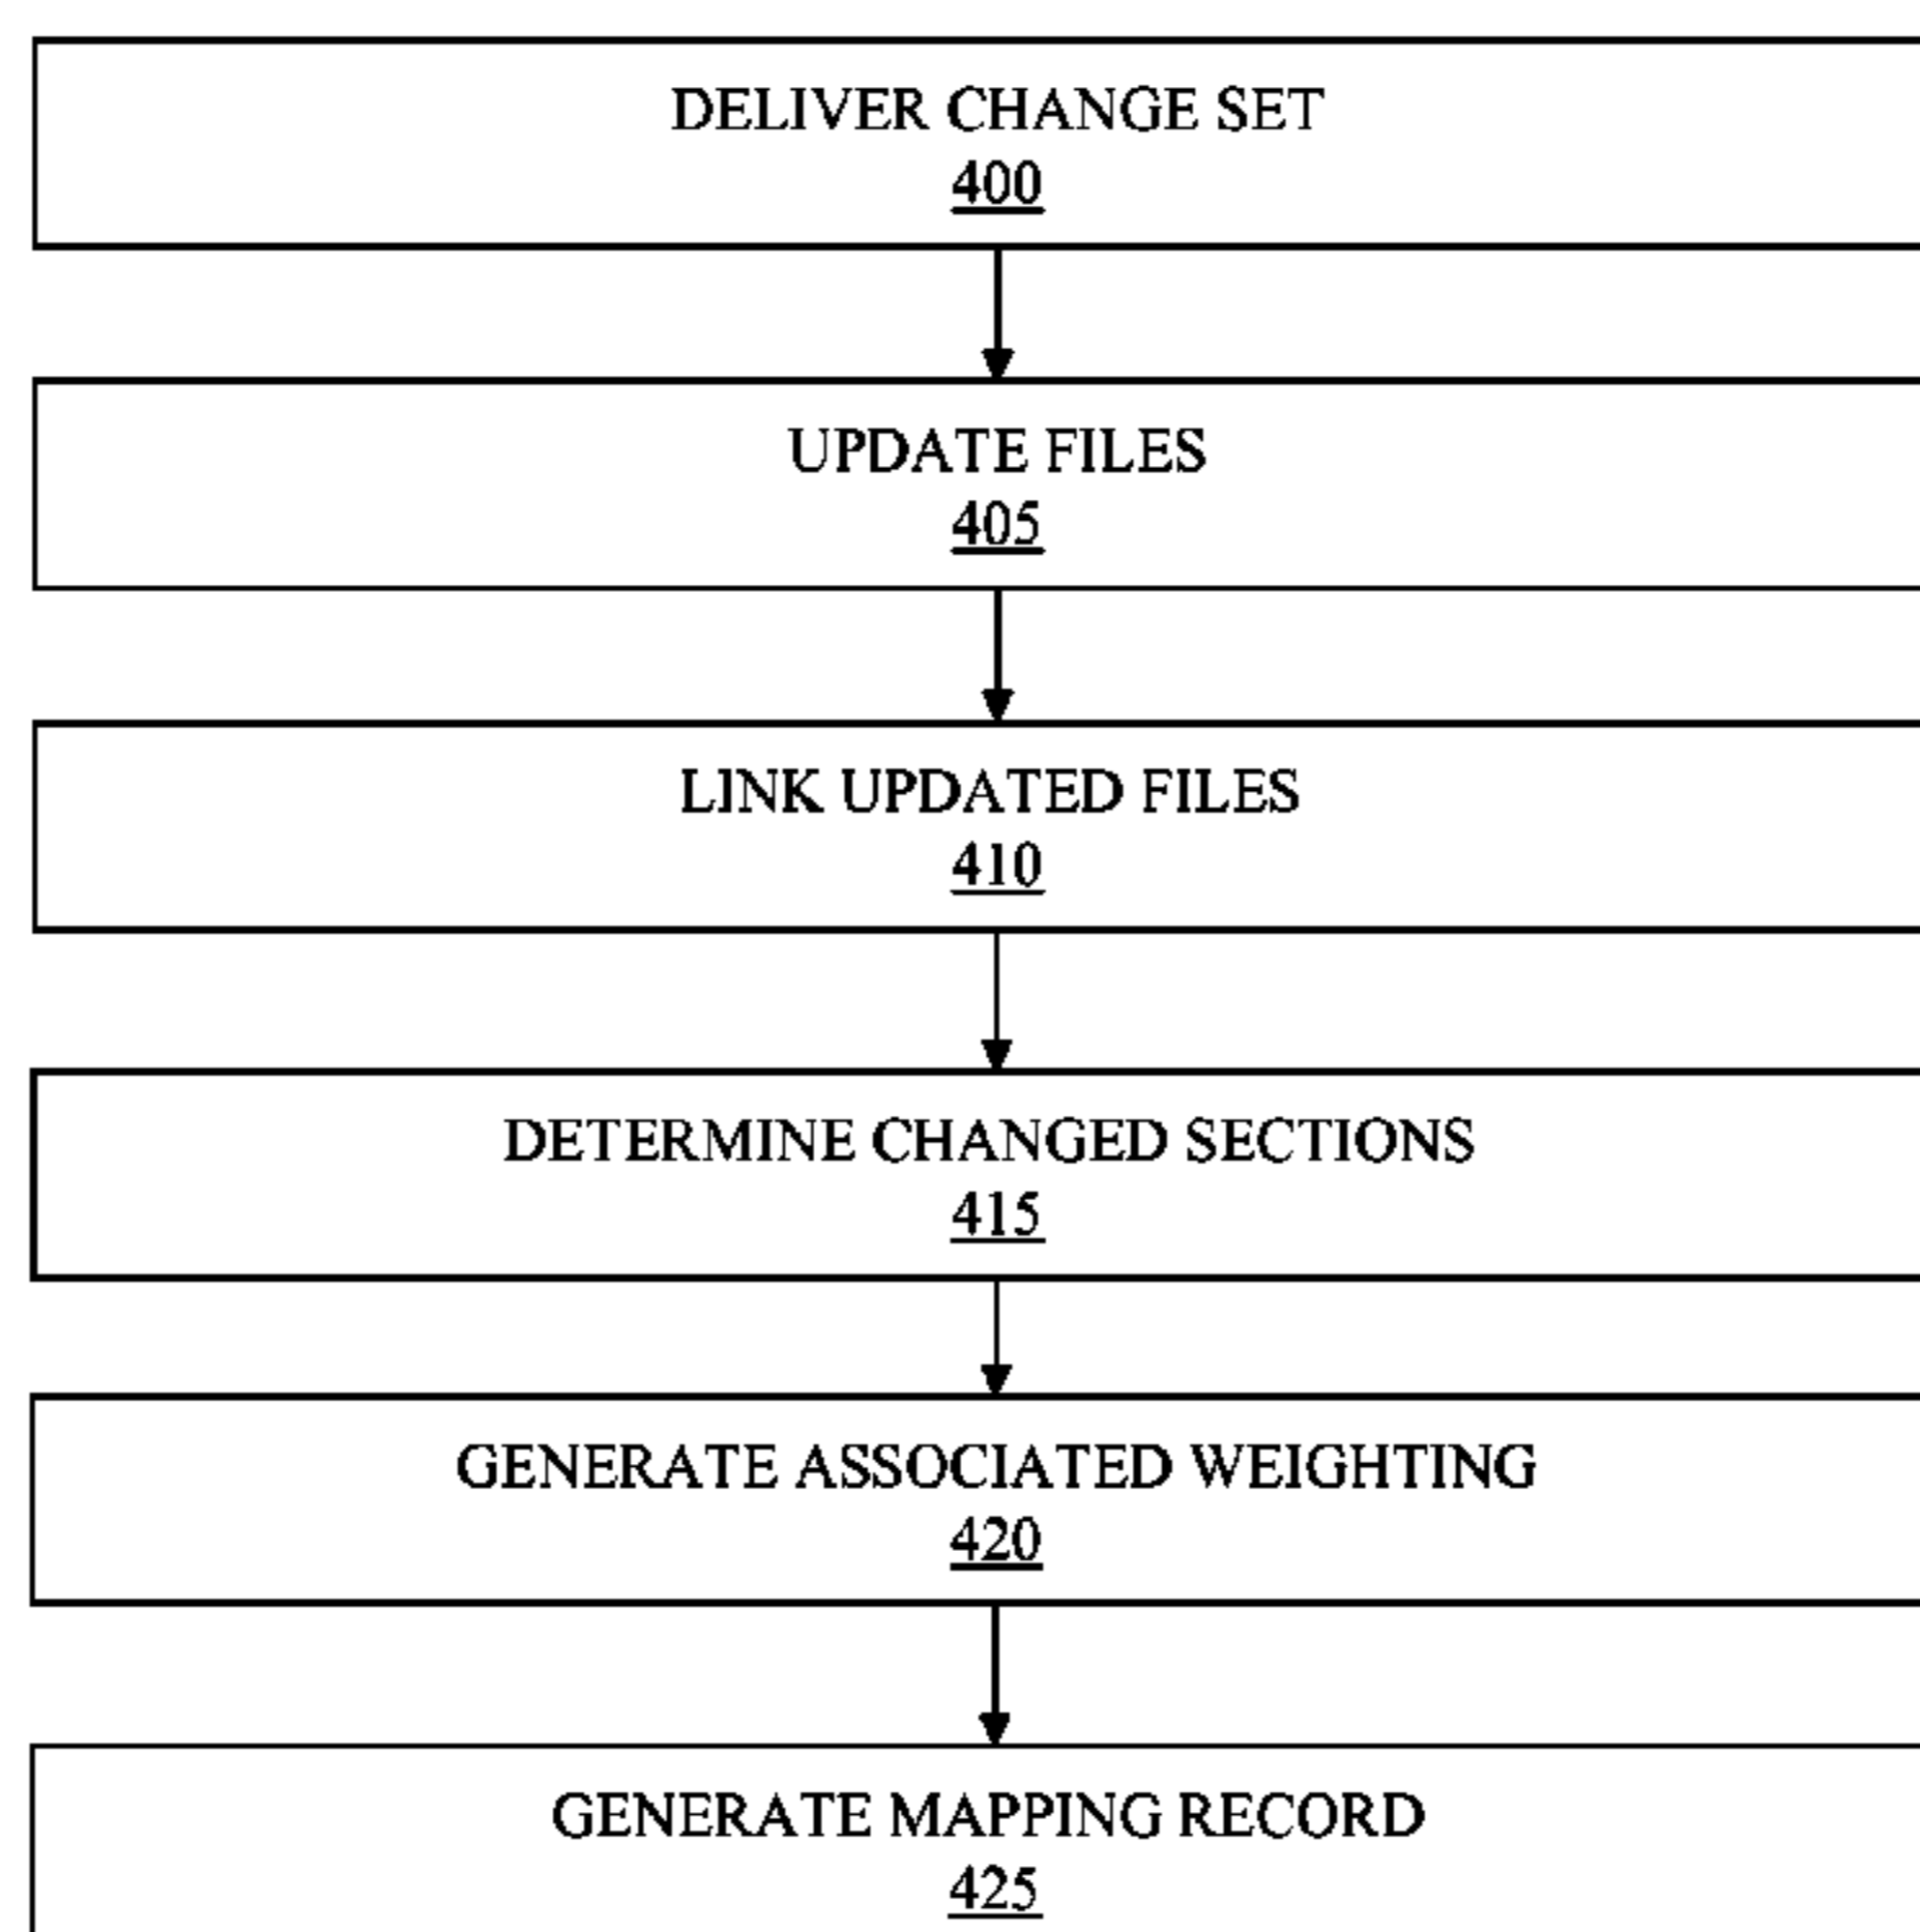 DELIVER CHANGE SET
400
UPDATE FILES
405
LINK UPDATED FILES
410
DETERMINE CHANGED SECTIONS
415
GENERATE ASSOCIATED WEIGHTING
420
GENERATE MAPPING RECORD
425